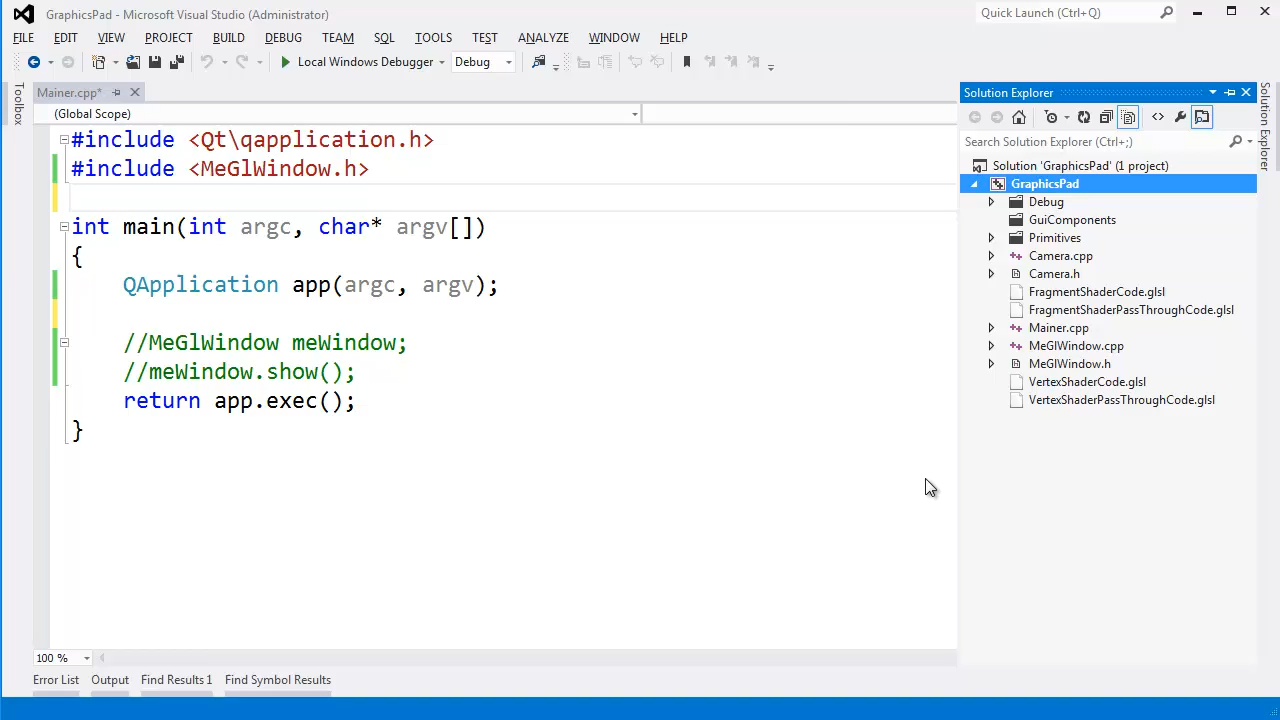 GraphicsPad - Microsoft Visual Studio (Administrator)
Quick Launch (Ctrl+Q)
FILE EDIT VIEW PROJECT BUILD DEBUG TEAM SQL TOOLS TEST ANALYZE WINDOW HELP
Local Windows Debugger Debug
Toolbox
Mainer.cpp*
(Global Scope)
#include <Qt\qapplication.h>
#include <MeGlWindow.h>
int main(int argc, char* argv[])
{
QApplication app(argc, argv);
//MeGlWindow meWindow;
//meWindow.show();
return app.exec();
}
100 %
Error List Output Find Results 1 Find Symbol Results
Solution Explorer
Search Solution Explorer (Ctrl+;)
Solution 'GraphicsPad' (1 project)
GraphicsPad
Debug
GuiComponents
Primitives
Camera.cpp
Camera.h
FragmentShaderCode.glsl
FragmentShaderPassThroughCode.glsl
Mainer.cpp
MeGlWindow.cpp
MeGlWindow.h
VertexShaderCode.glsl
VertexShaderPassThroughCode.glsl
Solution Explorer